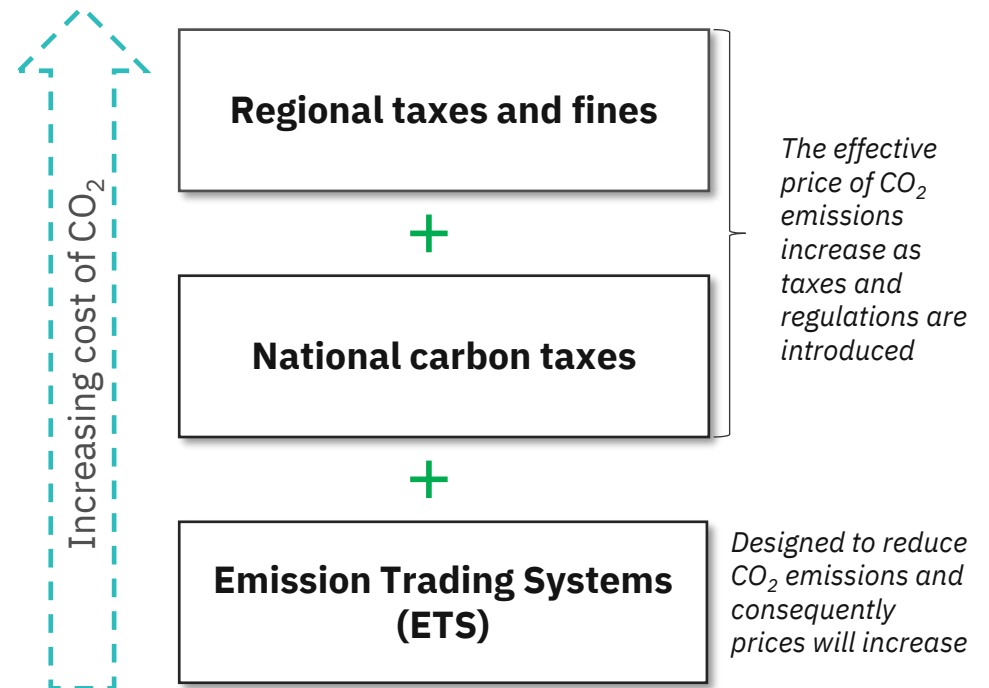 Regional taxes and fines
The effective
price of CO₂
emissions
increase as
taxes and
regulations are
introduced
+
National carbon taxes
+
Emission Trading Systems
(ETS)
Designed to reduce
CO₂ emissions and
consequently
prices will increase
Increasing cost of CO₂